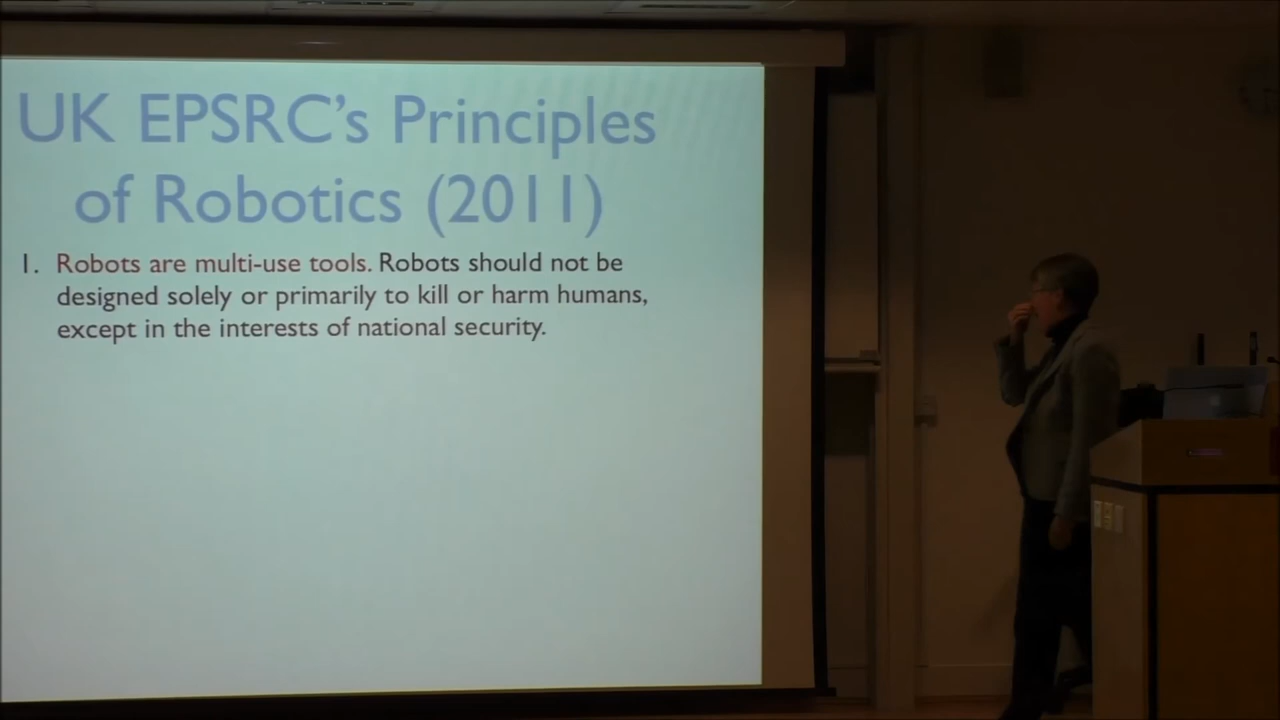 UK EPSRC's Principles
of Robotics (2011)
1. Robots are multi-use tools. Robots should not be
designed solely or primarily to kill or harm humans,
except in the interests of national security.